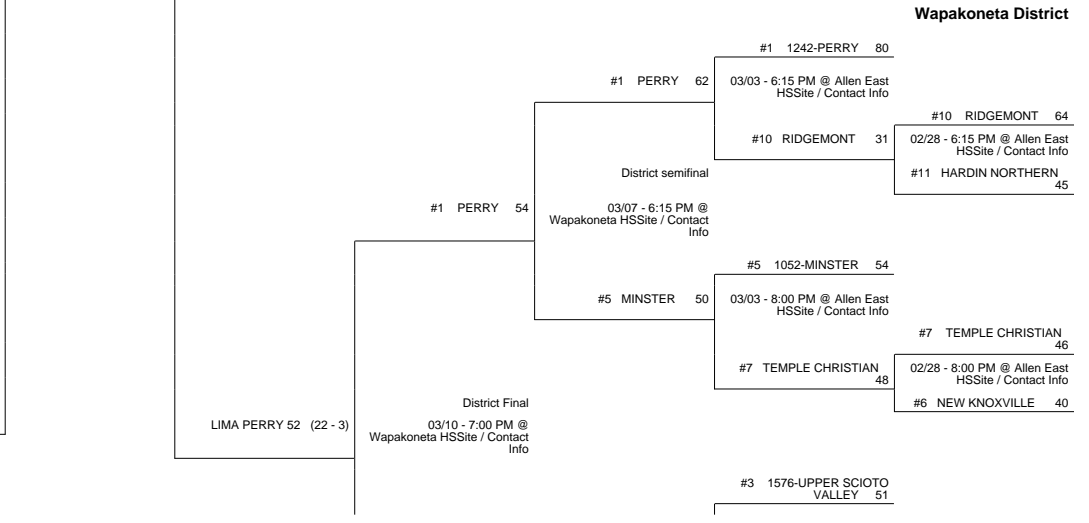 Wapakoneta District
#1 1242-PERRY 80
#1 PERRY 62
03/03 - 6:15 PM @ Allen East
HSSite / Contact Info
#10 RIDGEMONT 64
#10 RIDGEMONT 31
02/28 - 6:15 PM @ Allen East
HSSite / Contact Info
District semifinal
#11 HARDIN NORTHERN
45
#1 PERRY 54
03/07 - 6:15 PM @
Wapakoneta HSSite / Contact
Info
#5 1052-MINSTER 54
#5 MINSTER 50
03/03 - 8:00 PM @ Allen East
HSSite / Contact Info
#7 TEMPLE CHRISTIAN
46
#7 TEMPLE CHRISTIAN
48
02/28 - 8:00 PM @ Allen East
HSSite / Contact Info
District Final
#6 NEW KNOXVILLE 40
LIMA PERRY 52 (22 - 3)
03/10 - 7:00 PM @
Wapakoneta HSSite / Contact
Info
#3 1576-UPPER SCIOTO
VALLEY 51